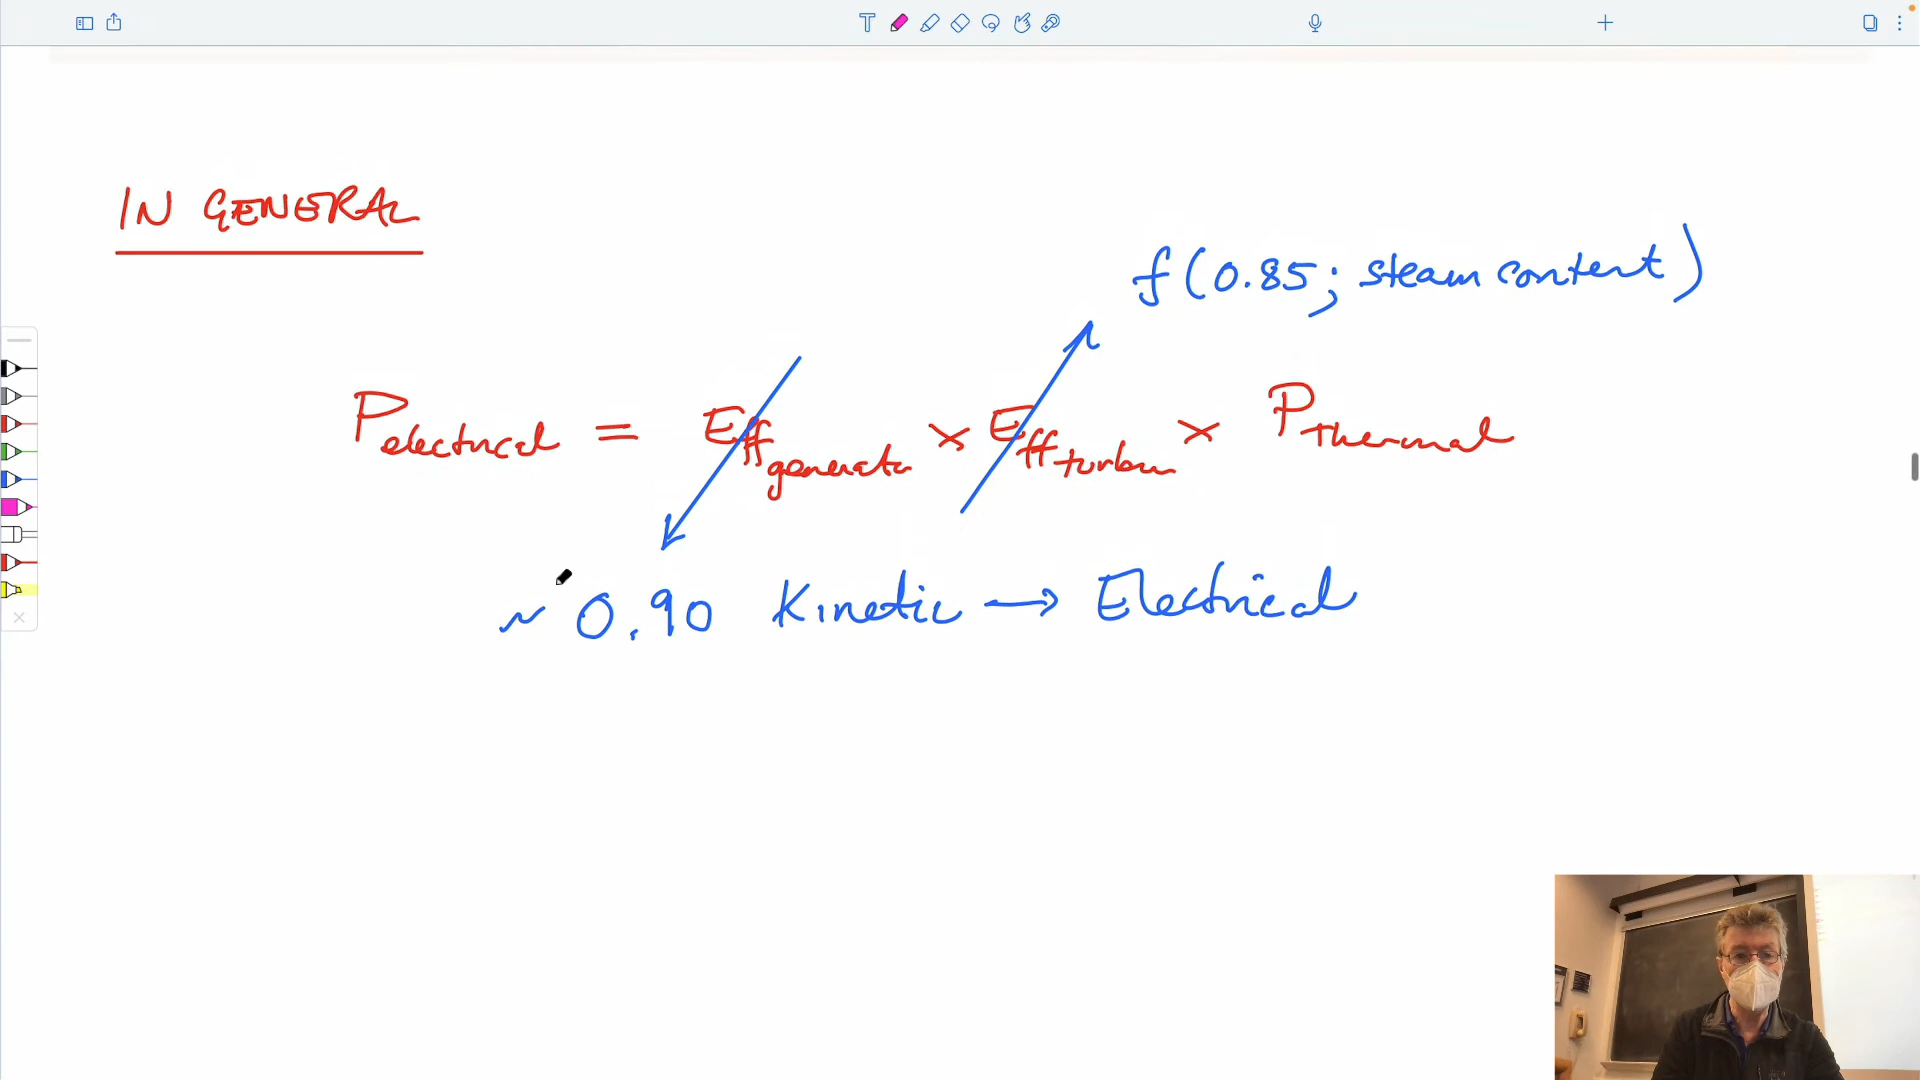 IN GENERAL
f(0.85; steam content)
Pelectrical = Effgenerator × Effturbine × Pthermal
~ 0.90 Kinetic → Electrical